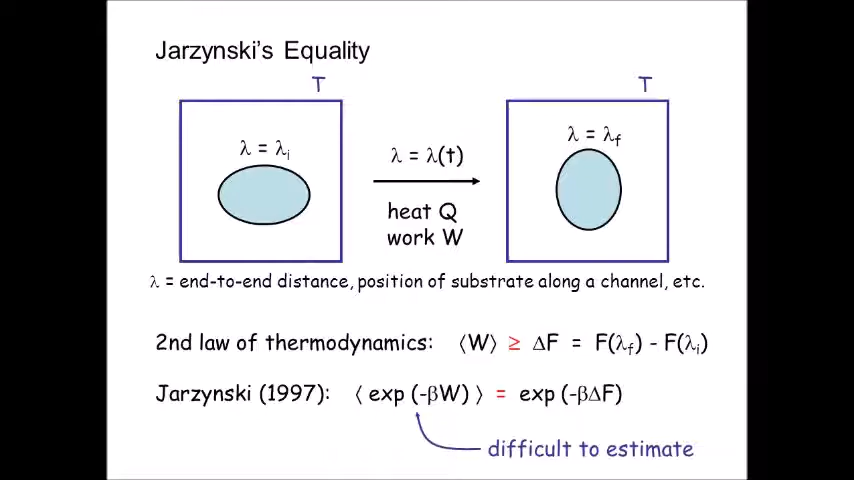 Jarzynski's Equality
T
T
λ = λi
λ = λ(t)
λ = λf
heat Q
work W
λ = end-to-end distance, position of substrate along a channel, etc.
2nd law of thermodynamics: ⟨W⟩ ≥ ΔF = F(λf) - F(λi)
Jarzynski (1997): ⟨ exp (-βW) ⟩ = exp (-βΔF)
difficult to estimate